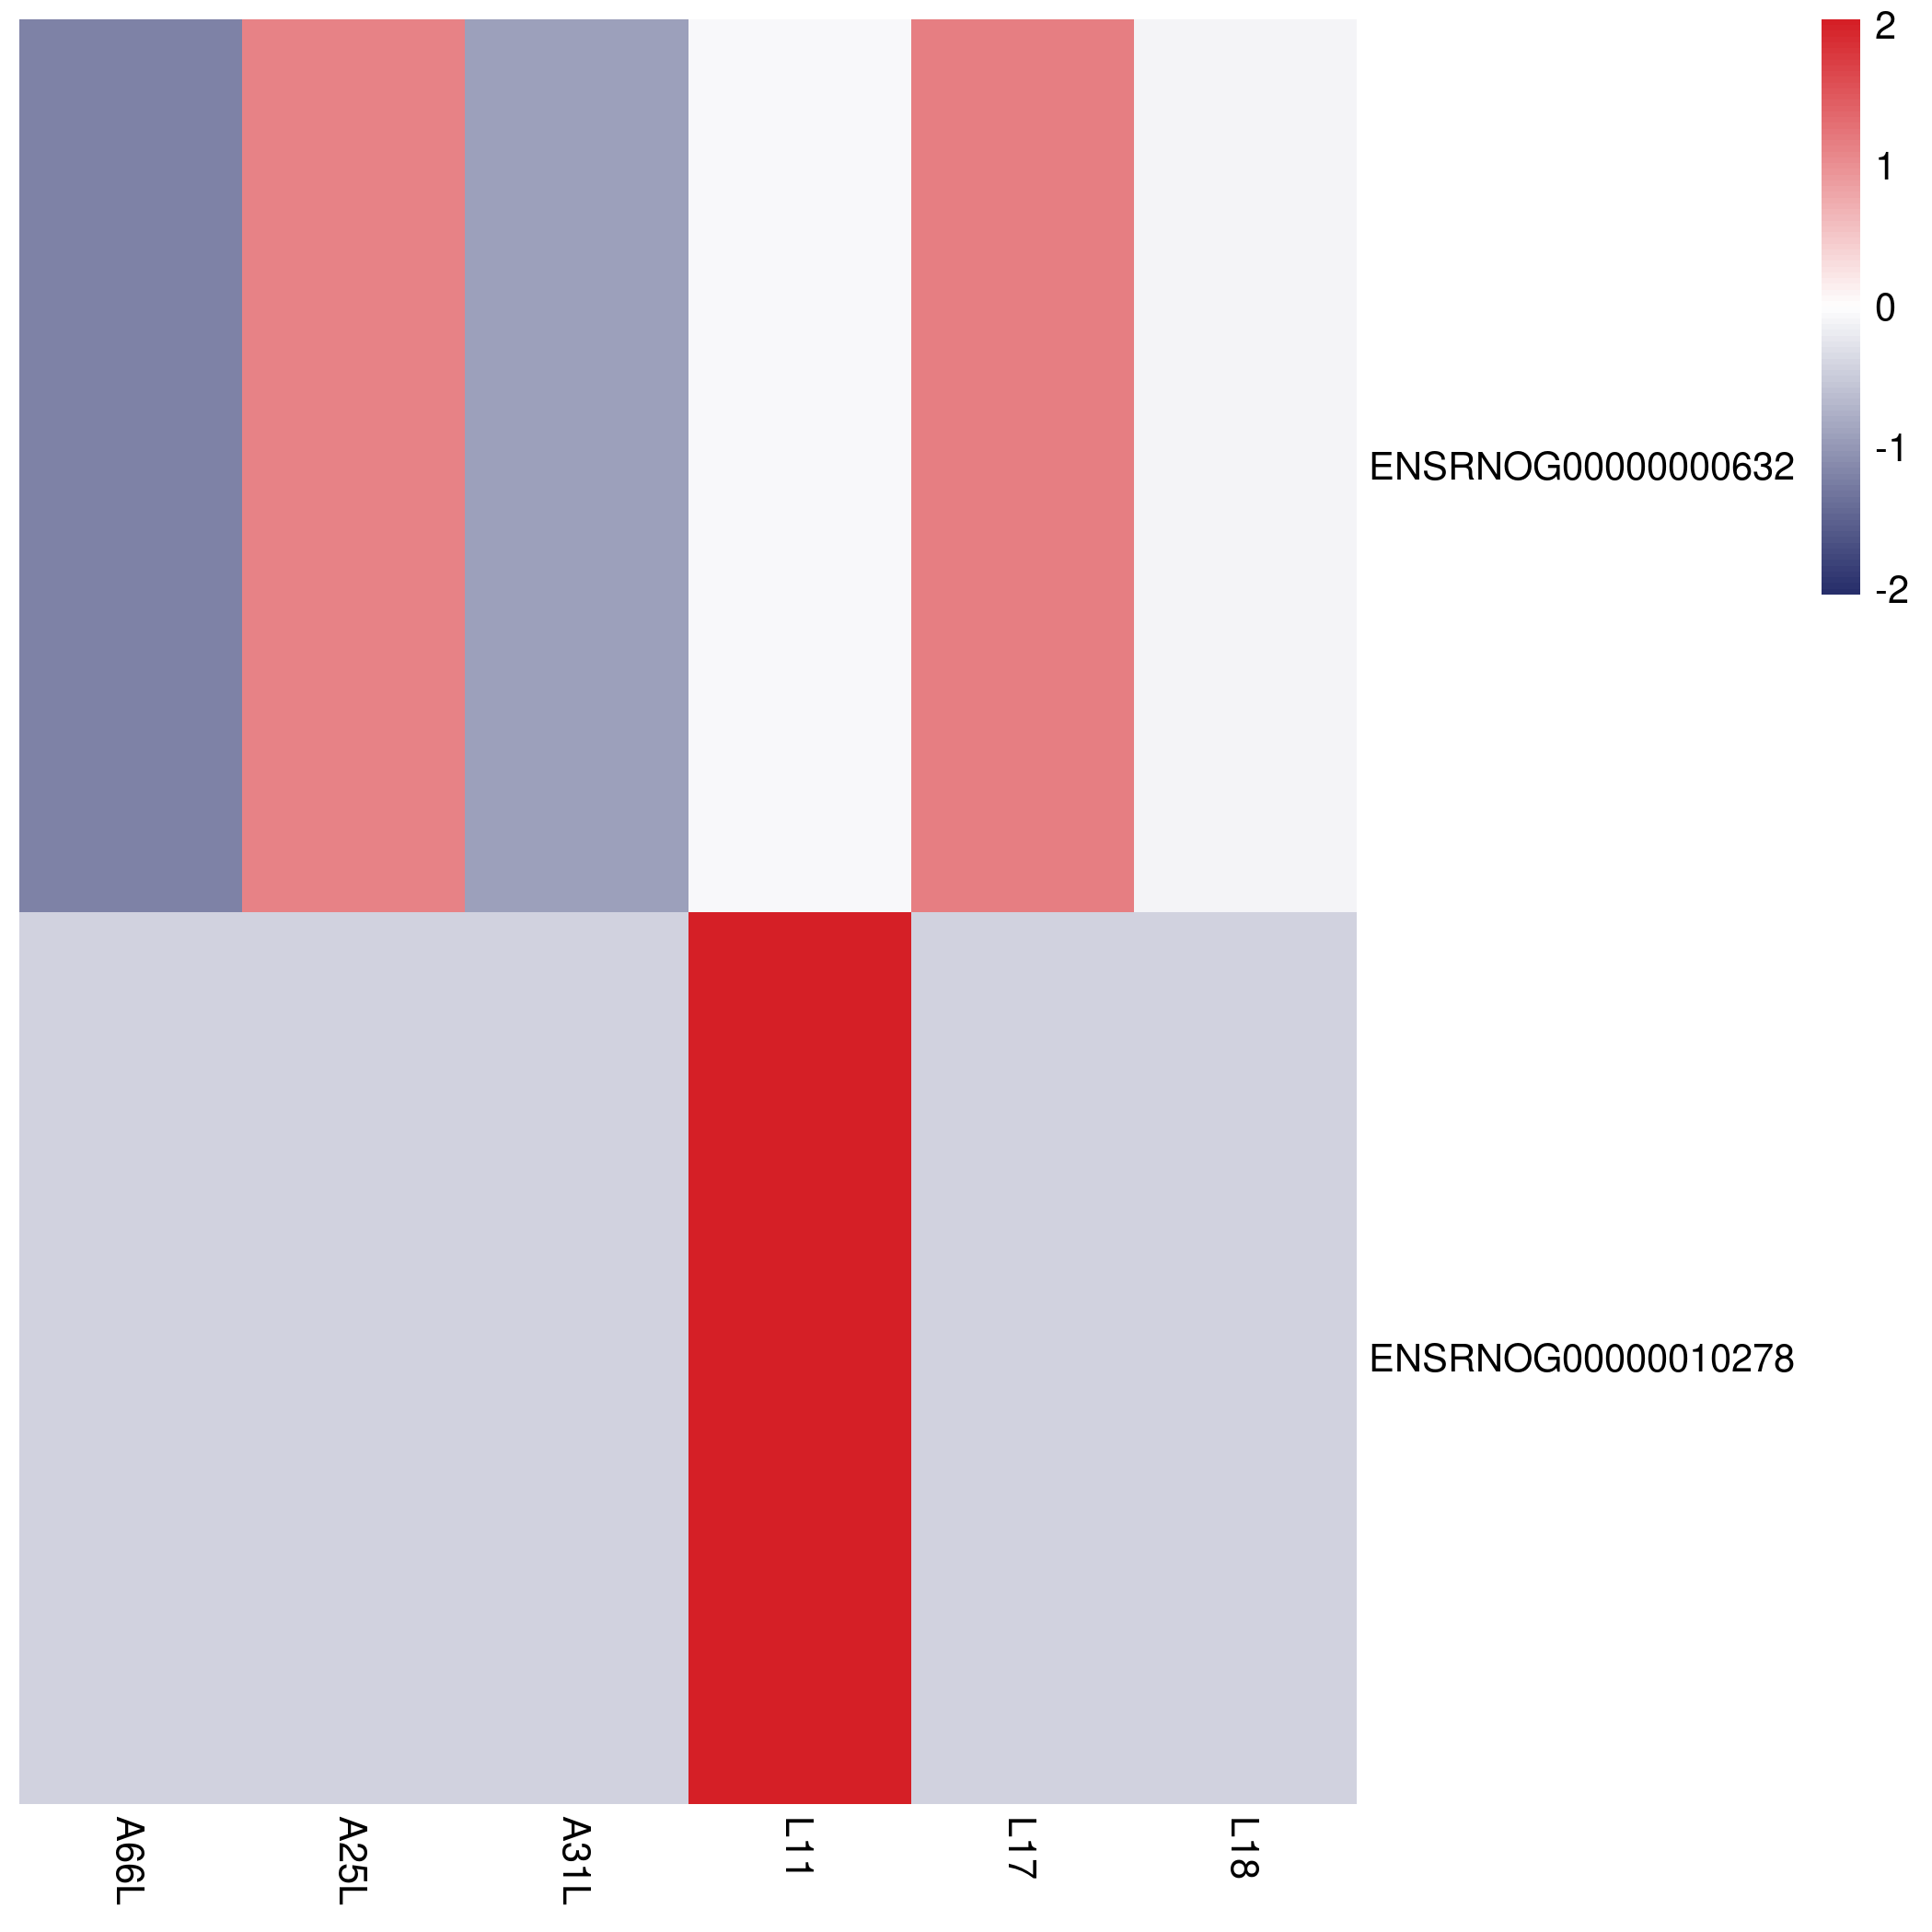 2
1
0
-1
-2
ENSRNOG00000000632
ENSRNOG00000010278
A66L
A25L
A31L
L11
L17
L18